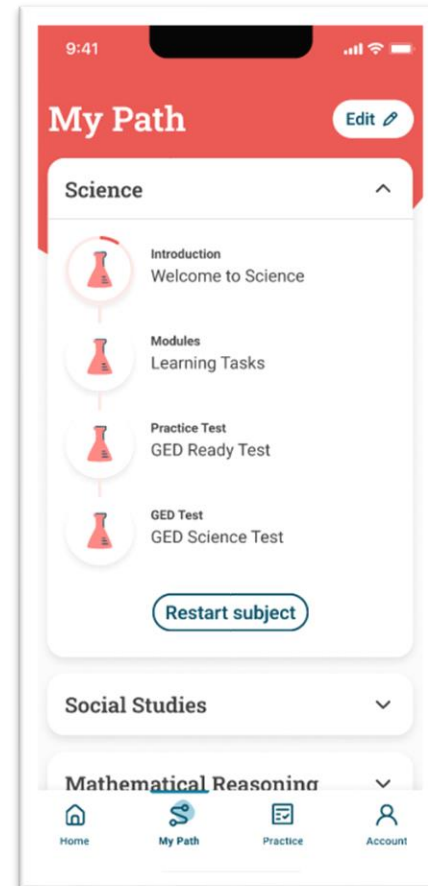 9:41
My Path
Edit
Science
Introduction
Welcome to Science
Modules
Learning Tasks
Practice Test
GED Ready Test
GED Test
GED Science Test
Restart subject
Social Studies
Mathematical Reasoning
Home
My Path
Practice
Account